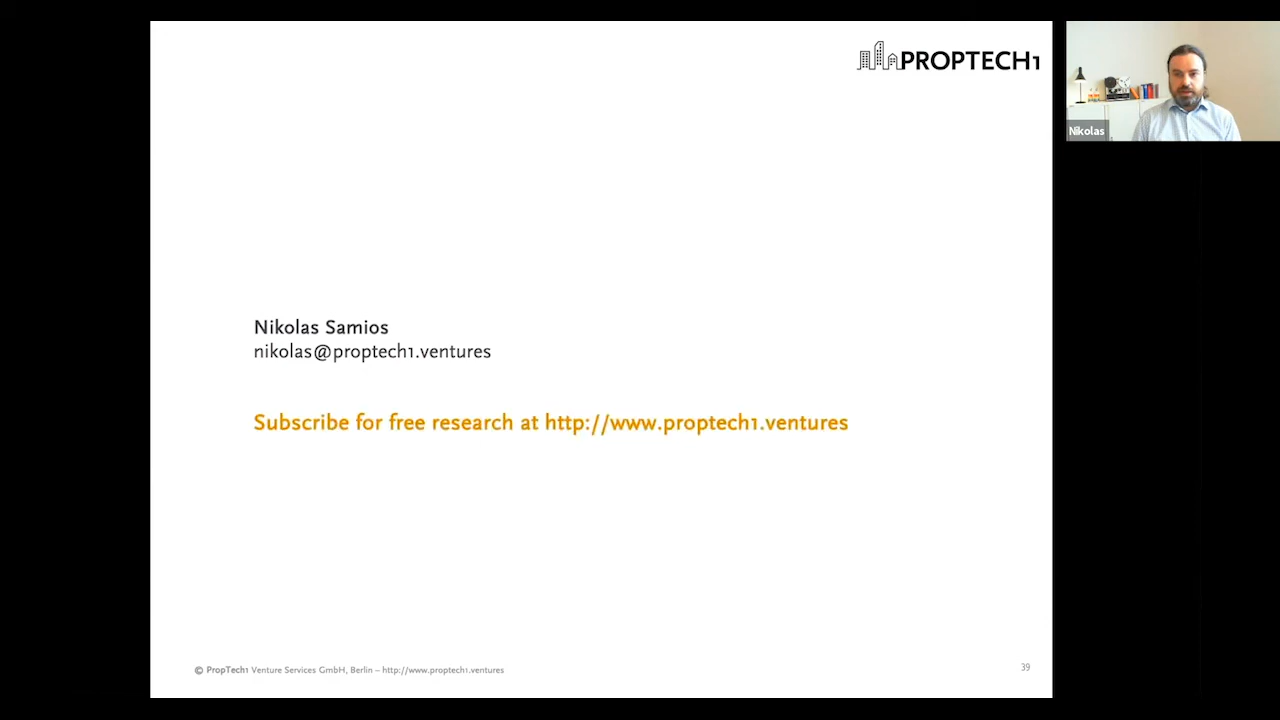 PROPTECH1
Nikolas
Nikolas Samios
nikolas@proptech1.ventures
Subscribe for free research at http://www.proptech1.ventures
© PropTech1 Venture Services GmbH, Berlin – http://www.proptech1.ventures
39